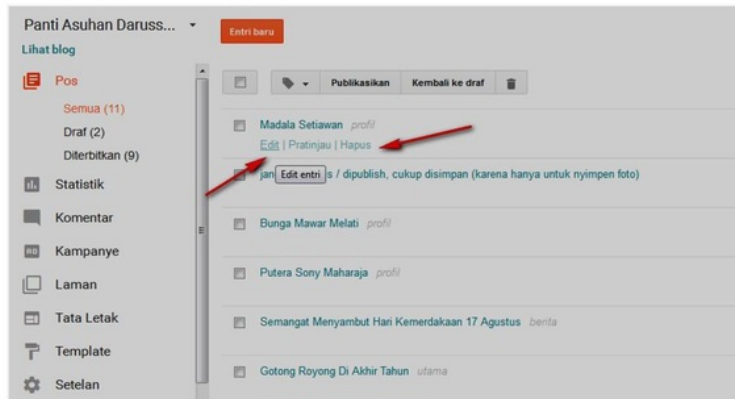 Panti Asuhan Daruss...
Lihat blog
Entri baru
Pos
Semua (11)
Draf (2)
Diterbitkan (9)
Statistik
Komentar
Kampanye
Laman
Tata Letak
Template
Setelan
Publikasikan
Kembali ke draf
Madala Setiawan profil
Edit | Pratinjau | Hapus
jan Edit entri s / dipublish, cukup disimpan (karena hanya untuk nyimpen foto)
Bunga Mawar Melati profil
Putera Sony Maharaja profil
Semangat Menyambut Hari Kemerdakaan 17 Agustus berita
Gotong Royong Di Akhir Tahun utama